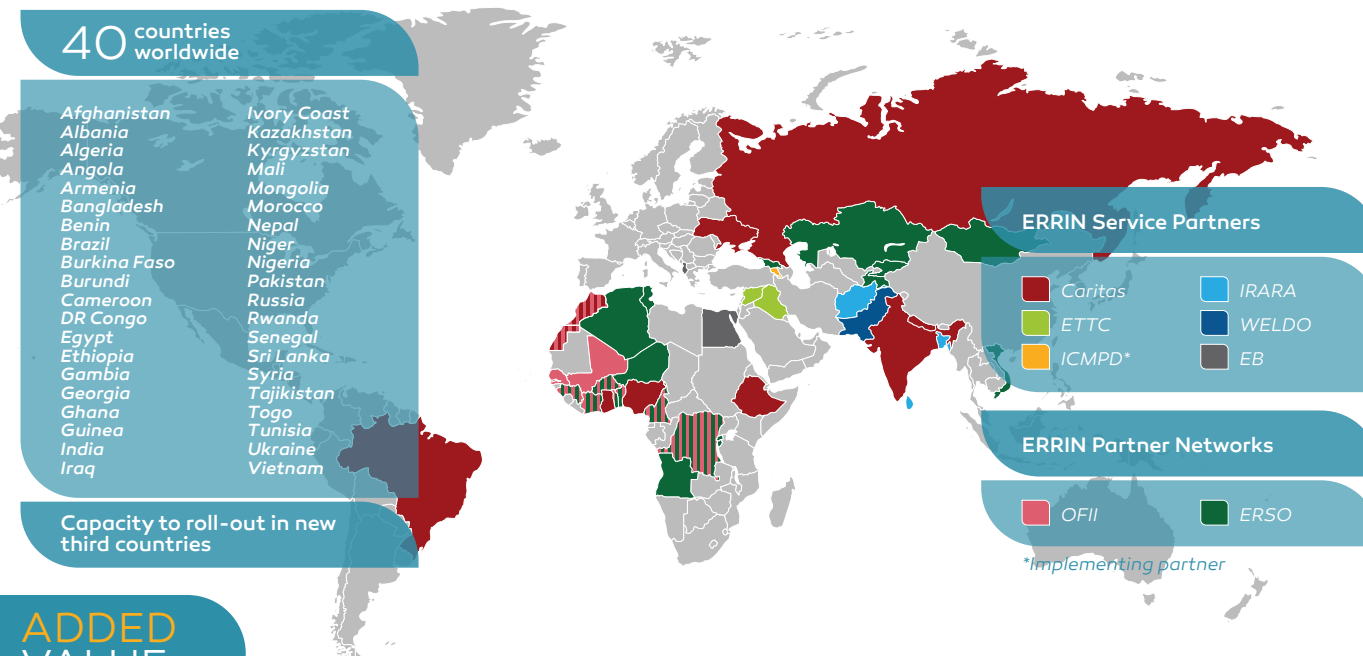 40 countries
worldwide
Afghanistan
Albania
Algeria
Angola
Armenia
Bangladesh
Benin
Brazil
Burkina Faso
Burundi
Cameroon
DR Congo
Egypt
Ethiopia
Gambia
Georgia
Ghana
Guinea
India
Iraq
Ivory Coast
Kazakhstan
Kyrgyzstan
Mali
Mongolia
Morocco
Nepal
Niger
Nigeria
Pakistan
Russia
Rwanda
Senegal
Sri Lanka
Syria
Tajikistan
Togo
Tunisia
Ukraine
Vietnam
Capacity to roll-out in new
third countries
ADDED
VALUE
ERRIN Service Partners
Caritas
ETTC
ICMPD*
IRARA
WELDO
EB
ERRIN Partner Networks
OFII
ERSO
*Implementing partner